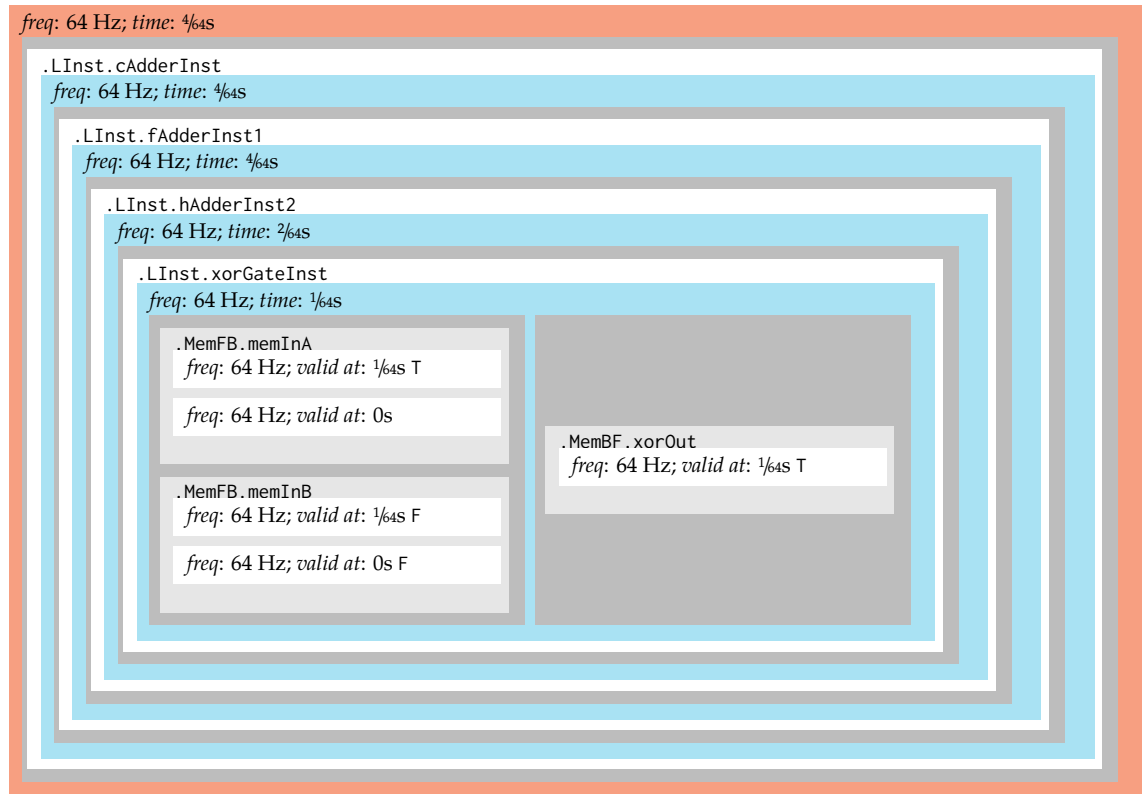 freq: 64 Hz; time: 4/64s
.LInst.cAdderInst
freq: 64 Hz; time: 4/64s
.LInst.fAdderInst1
freq: 64 Hz; time: 4/64s
.LInst.hAdderInst2
freq: 64 Hz; time: 2/64s
.LInst.xorGateInst
freq: 64 Hz; time: 1/64s
.MemFB.memInA
freq: 64 Hz; valid at: 1/64s T
freq: 64 Hz; valid at: 0s
.MemFB.memInB
freq: 64 Hz; valid at: 1/64s F
freq: 64 Hz; valid at: 0s F
.MemBF.xorOut
freq: 64 Hz; valid at: 1/64s T